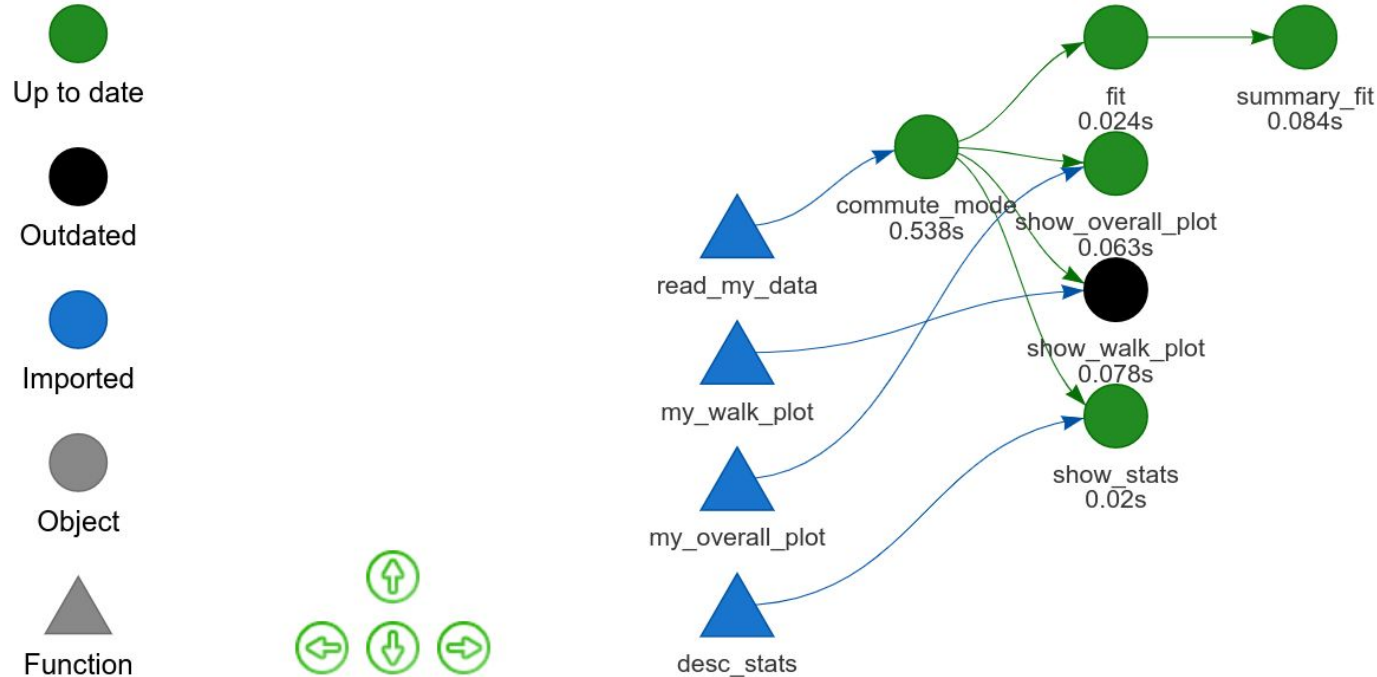 Up to date
Outdated
Imported
Object
Function
read_my_data
my_walk_plot
my_overall_plot
desc_stats
commute_mode
0.538s
fit
0.024s
summary_fit
0.084s
show_overall_plot
0.063s
show_walk_plot
0.078s
show_stats
0.02s